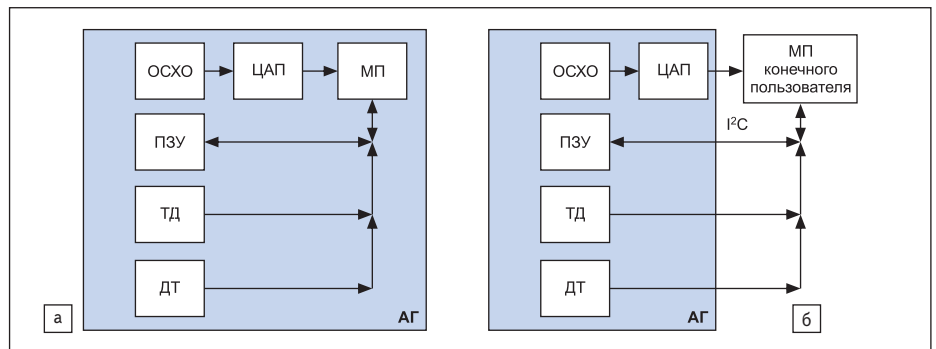 ОСХО ЦАП МП
ПЗУ
ТД
ДТ
АГ
а
ОСХО ЦАП МП
конечного
пользователя
I²C
ПЗУ
ТД
ДТ
АГ
б